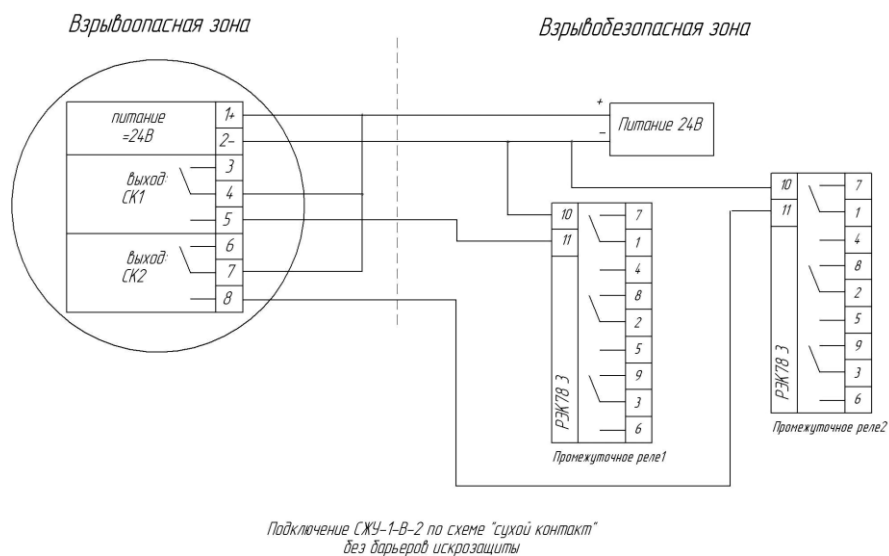 Взрывоопасная зона
Взрывобезопасная зона
питание
=24В
1+
2-
выход:
СК1
3
4
5
выход:
СК2
6
7
8
+
-
Питание 24В
10
11
РЭК78 3
7
1
4
8
2
5
9
3
6
Промежуточное реле1
10
11
РЭК78 3
7
1
4
8
2
5
9
3
6
Промежуточное реле2
Подключение СЖУ-1-В-2 по схеме "сухой контакт"
без барьеров искрозащиты